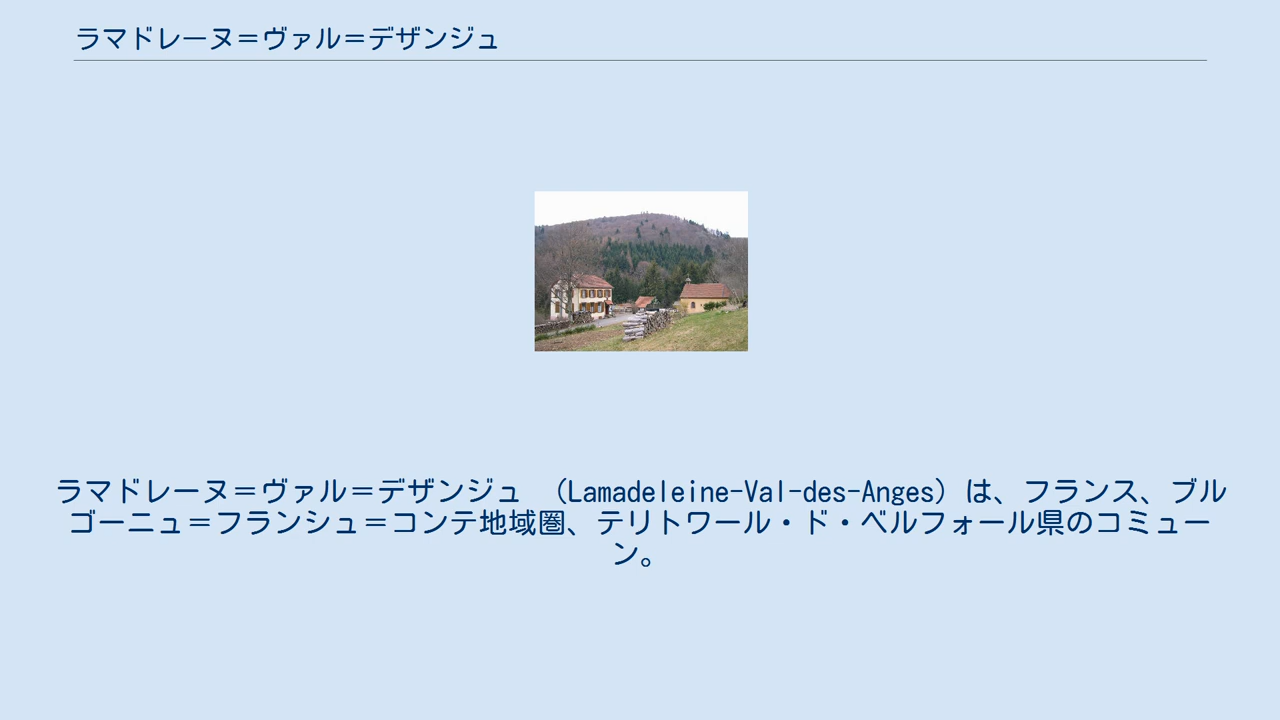 ラマドレーヌ＝ヴァル＝デザンジュ
ラマドレーヌ＝ヴァル＝デザンジュ　（Lamadeleine-Val-des-Anges）は、フランス、ブル
ゴーニュ＝フランシュ＝コンテ地域圏、テリトワール・ド・ベルフォール県のコミュー
ン。